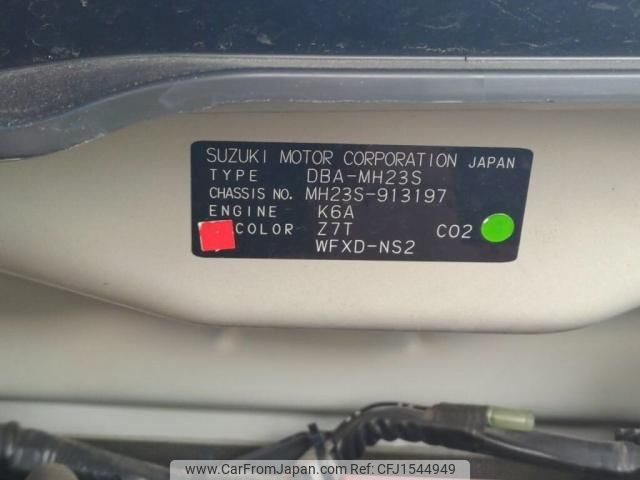 SUZUKI MOTOR CORPORATION JAPAN
TYPE DBA-MH23S
CHASSIS NO. MH23S-913197
ENGINE K6A
COLOR Z7T CO2
WFXD-NS2
www.CarFromJapan.com - CarFromJapan - CFJ1544949